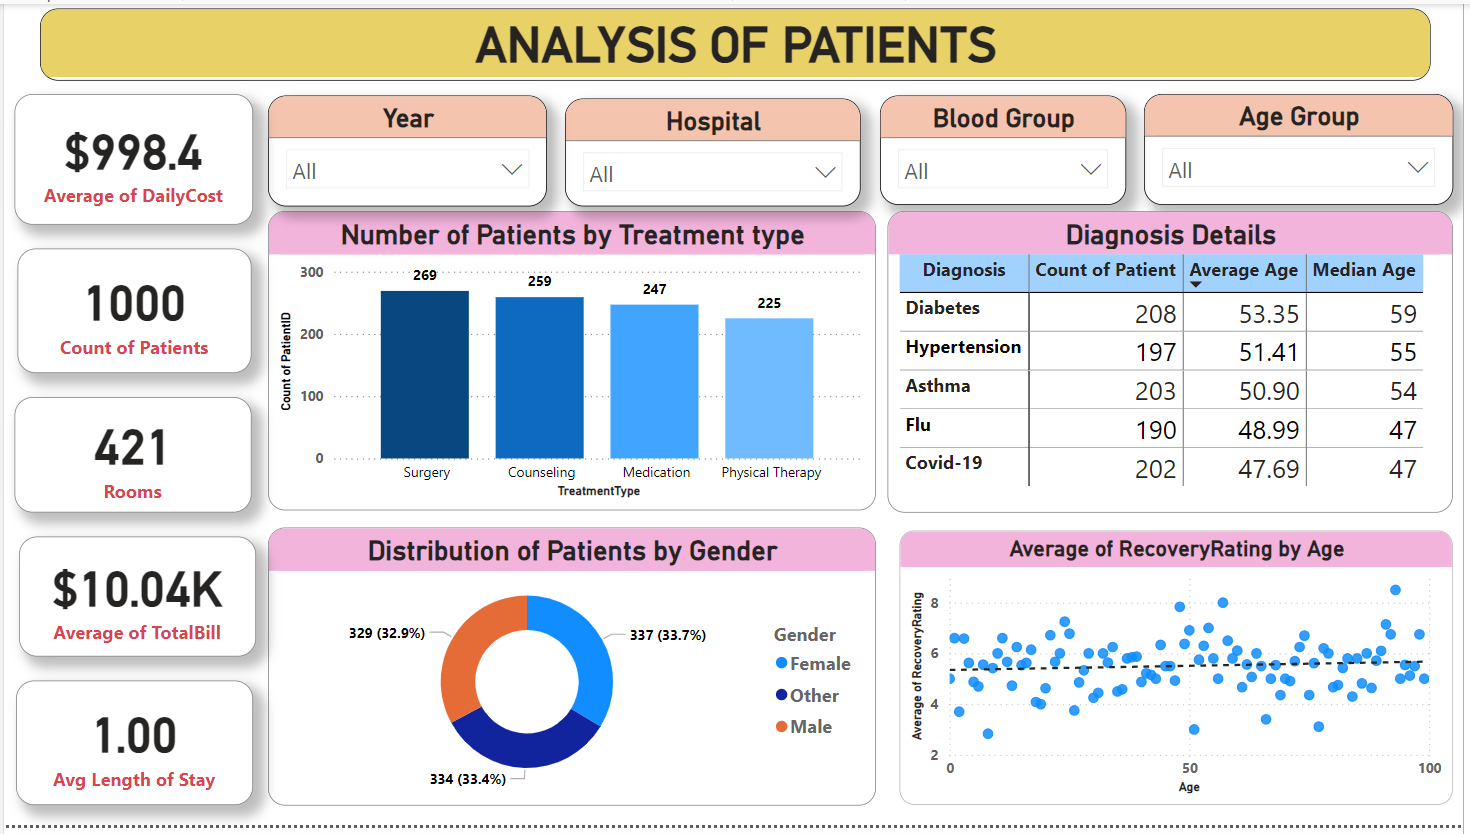 ANALYSIS OF PATIENTS
$998.4
Average of DailyCost
1000
Count of Patients
421
Rooms
$10.04K
Average of TotalBill
1.00
Avg Length of Stay
Year
All
Hospital
All
Blood Group
All
Age Group
All
Number of Patients by Treatment type
Count of PatientID
300
200
100
0
269
259
247
225
Surgery
Counseling
Medication
Physical Therapy
TreatmentType
Diagnosis Details
Diagnosis Count of Patient Average Age Median Age
Diabetes 208 53.35 59
Hypertension 197 51.41 55
Asthma 203 50.90 54
Flu 190 48.99 47
Covid-19 202 47.69 47
Distribution of Patients by Gender
329 (32.9%)
337 (33.7%)
334 (33.4%)
Gender
Female
Other
Male
Average of RecoveryRating by Age
Average of RecoveryRating
8
6
4
2
0
50
100
Age